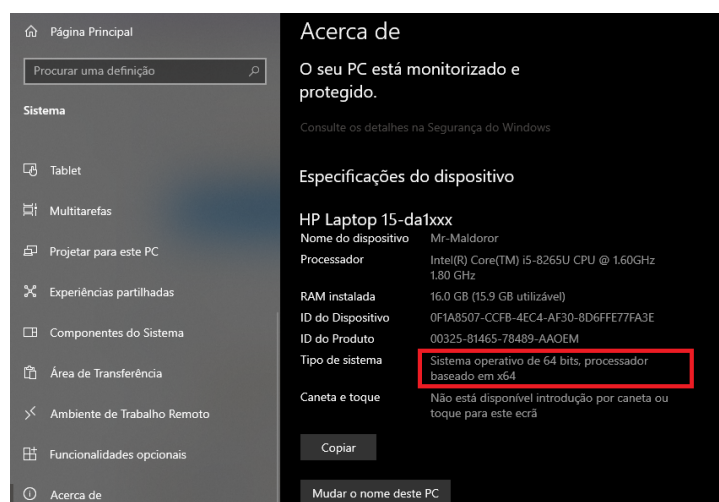 Página Principal
Procurar uma definição
Sistema
Tablet
Multitarefas
Projetar para este PC
Experiências partilhadas
Componentes do Sistema
Área de Transferência
Ambiente de Trabalho Remoto
Funcionalidades opcionais
Acerca de
Acerca de
O seu PC está monitorizado e
protegido.
Consulte os detalhes na Segurança do Windows
Especificações do dispositivo
HP Laptop 15-da1xxx
Nome do dispositivo Mr-Maldoror
Processador Intel(R) Core(TM) i5-8265U CPU @ 1.60GHz
1.80 GHz
RAM instalada 16.0 GB (15.9 GB utilizável)
ID do Dispositivo 0F1A8507-CCFB-4EC4-AF30-8D6FFE77FA3E
ID do Produto 00325-81465-78489-AAOEM
Tipo de sistema Sistema operativo de 64 bits, processador
baseado em x64
Caneta e toque Não está disponível introdução por caneta ou
toque para este ecrã
Copiar
Mudar o nome deste PC